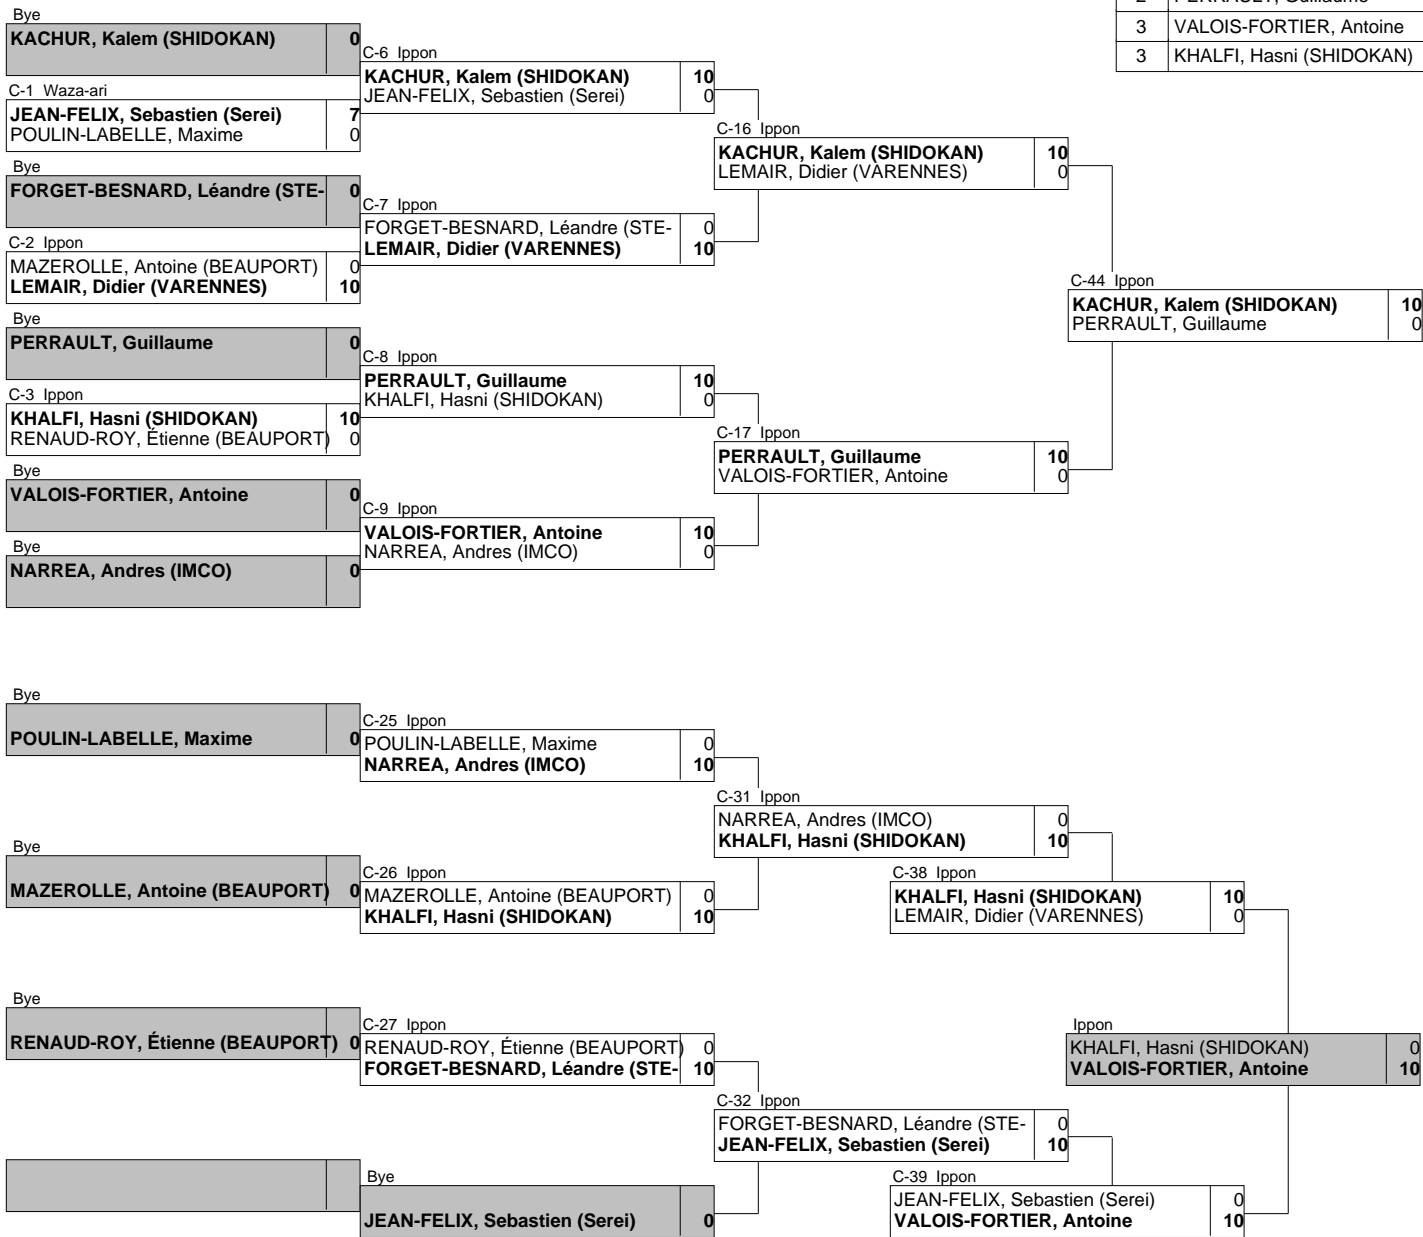 2 PERRAULT, Guillaume
3 VALOIS-FORTIER, Antoine
3 KHALFI, Hasni (SHIDOKAN)
Bye
KACHUR, Kalem (SHIDOKAN) 0
C-1 Waza-ari
JEAN-FELIX, Sebastien (Serei) 7
POULIN-LABELLE, Maxime 0
Bye
FORGET-BESNARD, Léandre (STE- 0
C-2 Ippon
MAZEROLLE, Antoine (BEAUPORT) 0
LEMAIR, Didier (VARENNES) 10
Bye
PERRAULT, Guillaume 0
C-3 Ippon
KHALFI, Hasni (SHIDOKAN) 10
RENAUD-ROY, Étienne (BEAUPORT) 0
Bye
VALOIS-FORTIER, Antoine 0
Bye
NARREA, Andres (IMCO) 0
C-6 Ippon
KACHUR, Kalem (SHIDOKAN) 10
JEAN-FELIX, Sebastien (Serei) 0
C-7 Ippon
FORGET-BESNARD, Léandre (STE- 0
LEMAIR, Didier (VARENNES) 10
C-8 Ippon
PERRAULT, Guillaume 10
KHALFI, Hasni (SHIDOKAN) 0
C-9 Ippon
VALOIS-FORTIER, Antoine 10
NARREA, Andres (IMCO) 0
C-16 Ippon
KACHUR, Kalem (SHIDOKAN) 10
LEMAIR, Didier (VARENNES) 0
C-17 Ippon
PERRAULT, Guillaume 10
VALOIS-FORTIER, Antoine 0
C-44 Ippon
KACHUR, Kalem (SHIDOKAN) 10
PERRAULT, Guillaume 0
Bye
POULIN-LABELLE, Maxime 0
Bye
MAZEROLLE, Antoine (BEAUPORT) 0
Bye
RENAUD-ROY, Étienne (BEAUPORT) 0
C-25 Ippon
POULIN-LABELLE, Maxime 0
NARREA, Andres (IMCO) 10
C-26 Ippon
MAZEROLLE, Antoine (BEAUPORT) 0
KHALFI, Hasni (SHIDOKAN) 10
C-27 Ippon
RENAUD-ROY, Étienne (BEAUPORT) 0
FORGET-BESNARD, Léandre (STE- 10
Bye
JEAN-FELIX, Sebastien (Serei) 0
C-31 Ippon
NARREA, Andres (IMCO) 0
KHALFI, Hasni (SHIDOKAN) 10
C-32 Ippon
FORGET-BESNARD, Léandre (STE- 0
JEAN-FELIX, Sebastien (Serei) 10
C-38 Ippon
KHALFI, Hasni (SHIDOKAN) 10
LEMAIR, Didier (VARENNES) 0
C-39 Ippon
JEAN-FELIX, Sebastien (Serei) 0
VALOIS-FORTIER, Antoine 10
Ippon
KHALFI, Hasni (SHIDOKAN) 0
VALOIS-FORTIER, Antoine 10